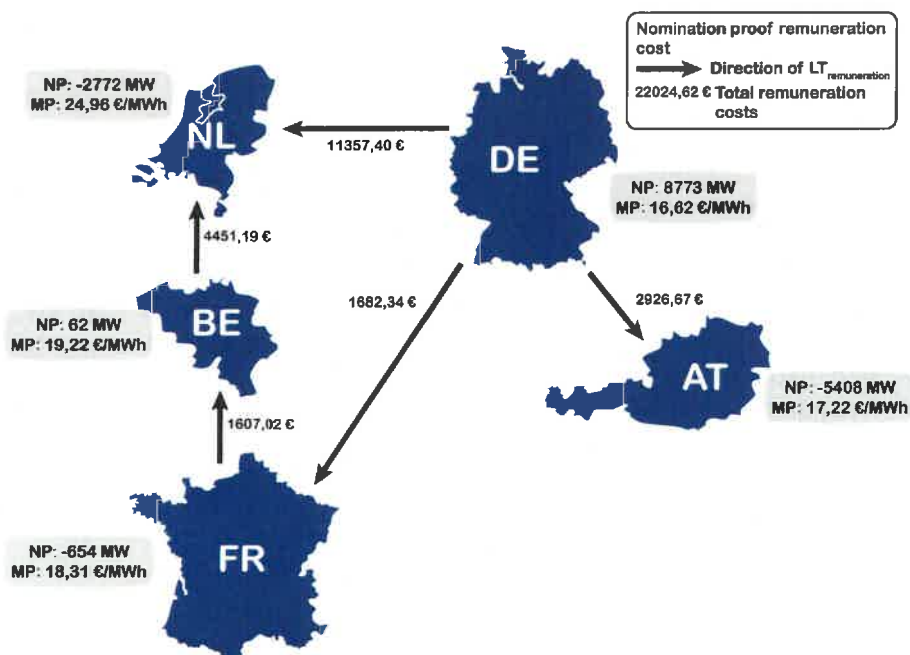 Nomination proof remuneration
cost
Direction of LT remuneration
22024,62 € Total remuneration
costs
NP: -2772 MW
MP: 24,96 €/MWh
NL
11357,40 €
DE
NP: 8773 MW
MP: 16,62 €/MWh
4451,19 €
1682,34 €
2926,67 €
NP: 62 MW
MP: 19,22 €/MWh
BE
AT
NP: -5408 MW
MP: 17,22 €/MWh
1607,02 €
NP: -654 MW
MP: 18,31 €/MWh
FR